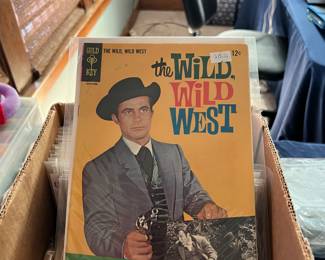 GOLD
KEY
THE WILD, WILD WEST
12¢
the WILD,
WILD
WEST